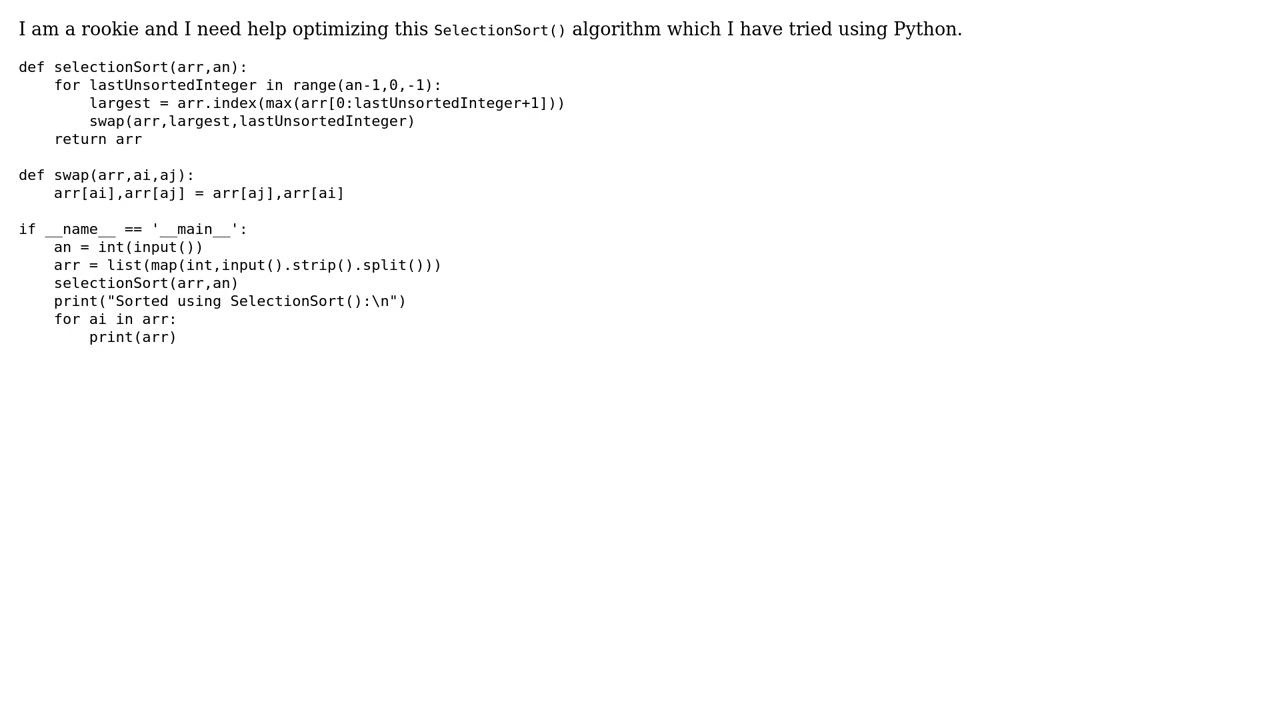 I am a rookie and I need help optimizing this SelectionSort() algorithm which I have tried using Python.
def selectionSort(arr,an):
    for lastUnsortedInteger in range(an-1,0,-1):
        largest = arr.index(max(arr[0:lastUnsortedInteger+1]))
        swap(arr,largest,lastUnsortedInteger)
    return arr

def swap(arr,ai,aj):
    arr[ai],arr[aj] = arr[aj],arr[ai]

if __name__ == '__main__':
    an = int(input())
    arr = list(map(int,input().strip().split()))
    selectionSort(arr,an)
    print("Sorted using SelectionSort():\n")
    for ai in arr:
        print(arr)